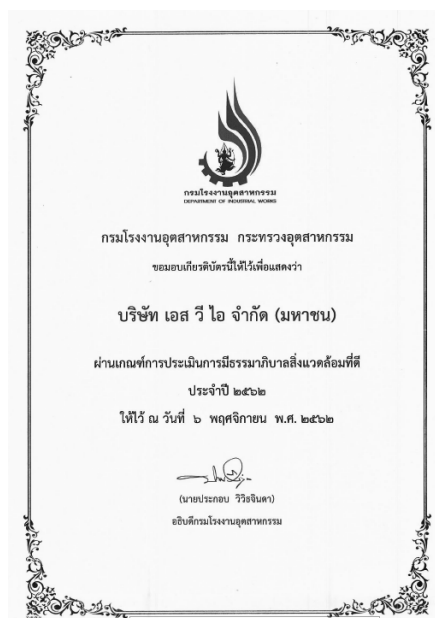 กรมโรงงานอุตสาหกรรม
DEPARTMENT OF INDUSTRIAL WORKS
กรมโรงงานอุตสาหกรรม กระทรวงอุตสาหกรรม
ขอมอบเกียรติบัตรนี้ให้ไว้เพื่อแสดงว่า
บริษัท เอส วี ไอ จำกัด (มหาชน)
ผ่านเกณฑ์การประเมินการมีธรรมาภิบาลสิ่งแวดล้อมที่ดี
ประจำปี ๒๕๖๒
ให้ไว้ ณ วันที่ ๖ พฤศจิกายน พ.ศ. ๒๕๖๒
(นายประกอบ วิวิธจินดา)
อธิบดีกรมโรงงานอุตสาหกรรม